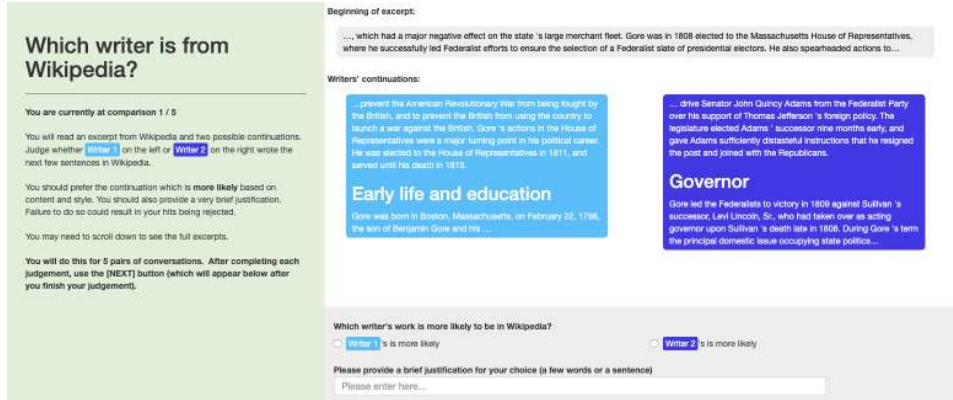 Which writer is from
Wikipedia?
You are currently at comparison 1 / 5
You will read an excerpt from Wikipedia and two possible continuations.
Judge whether Writer 1 on the left or Writer 2 on the right wrote the
next few sentences in Wikipedia.
You should prefer the continuation which is more likely based on
content and style. You should also provide a very brief justification.
Failure to do so could result in your hits being rejected.
You may need to scroll down to see the full excerpts.
You will do this for 5 pairs of conversations. After completing each
judgement, use the [NEXT] button (which will appear below after
you finish your judgement).
Beginning of excerpt:
…, which had a major negative effect on the state 's large merchant fleet. Gore was in 1808 elected to the Massachusetts House of Representatives,
where he successfully led Federalist efforts to ensure the selection of a Federalist slate of presidential electors. He also spearheaded actions to…
Writers' continuations:
…prevent the American Revolutionary War from being fought by
the British, and to prevent the British from using the country to
launch a war against the British. Gore 's actions in the House of
Representatives were a major turning point in his political career.
He was elected to the House of Representatives in 1811, and
served until his death in 1815.
Early life and education
Gore was born in Boston, Massachusetts, on February 22, 1798,
the son of Benjamin Gore and his …
… drive Senator John Quincy Adams from the Federalist Party
over his support of Thomas Jefferson 's foreign policy. The
legislature elected Adams ' successor nine months early, and
gave Adams sufficiently distasteful instructions that he resigned
the post and joined with the Republicans.
Governor
Gore led the Federalists to victory in 1809 against Sullivan 's
successor, Levi Lincoln, Sr., who had taken over as acting
governor upon Sullivan 's death late in 1808. During Gore 's term
the principal domestic issue occupying state politics…
Which writer's work is more likely to be in Wikipedia?
Writer 1 's is more likely
Writer 2 's is more likely
Please provide a brief justification for your choice (a few words or a sentence)
Please enter here...